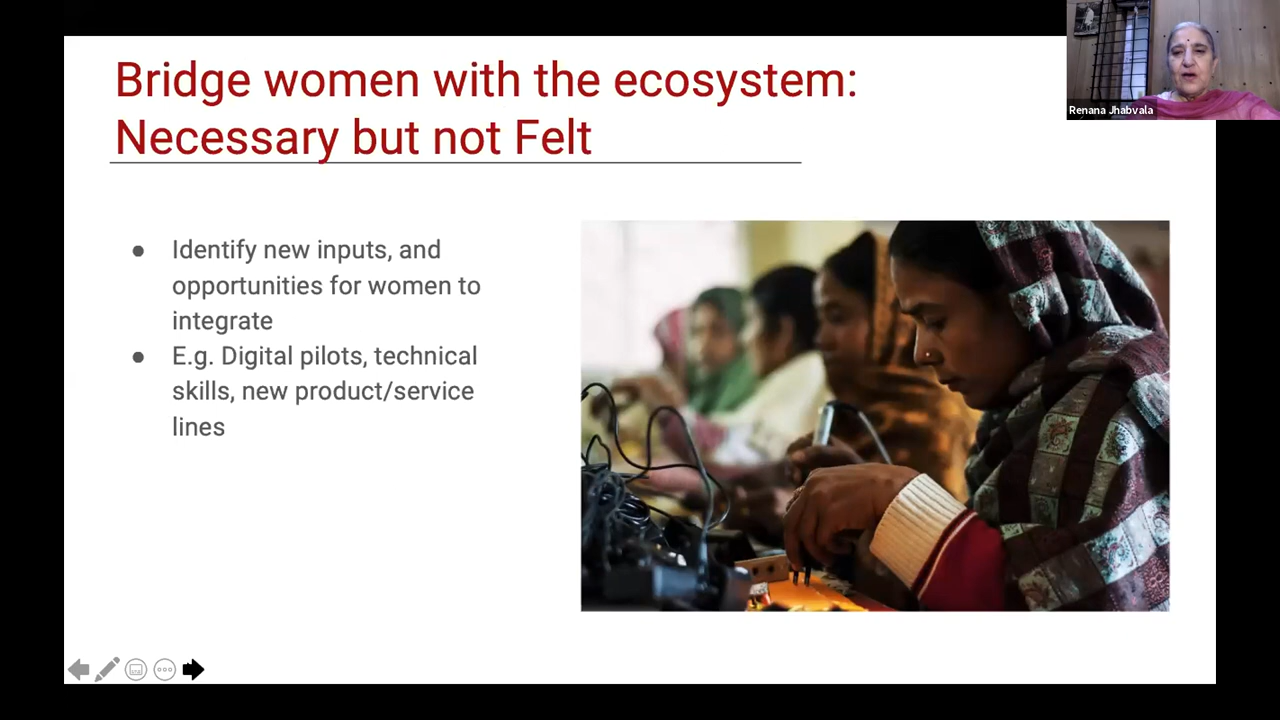 Bridge women with the ecosystem:
Necessary but not Felt
Renana Jhabvala
● Identify new inputs, and
opportunities for women to
integrate
● E.g. Digital pilots, technical
skills, new product/service
lines